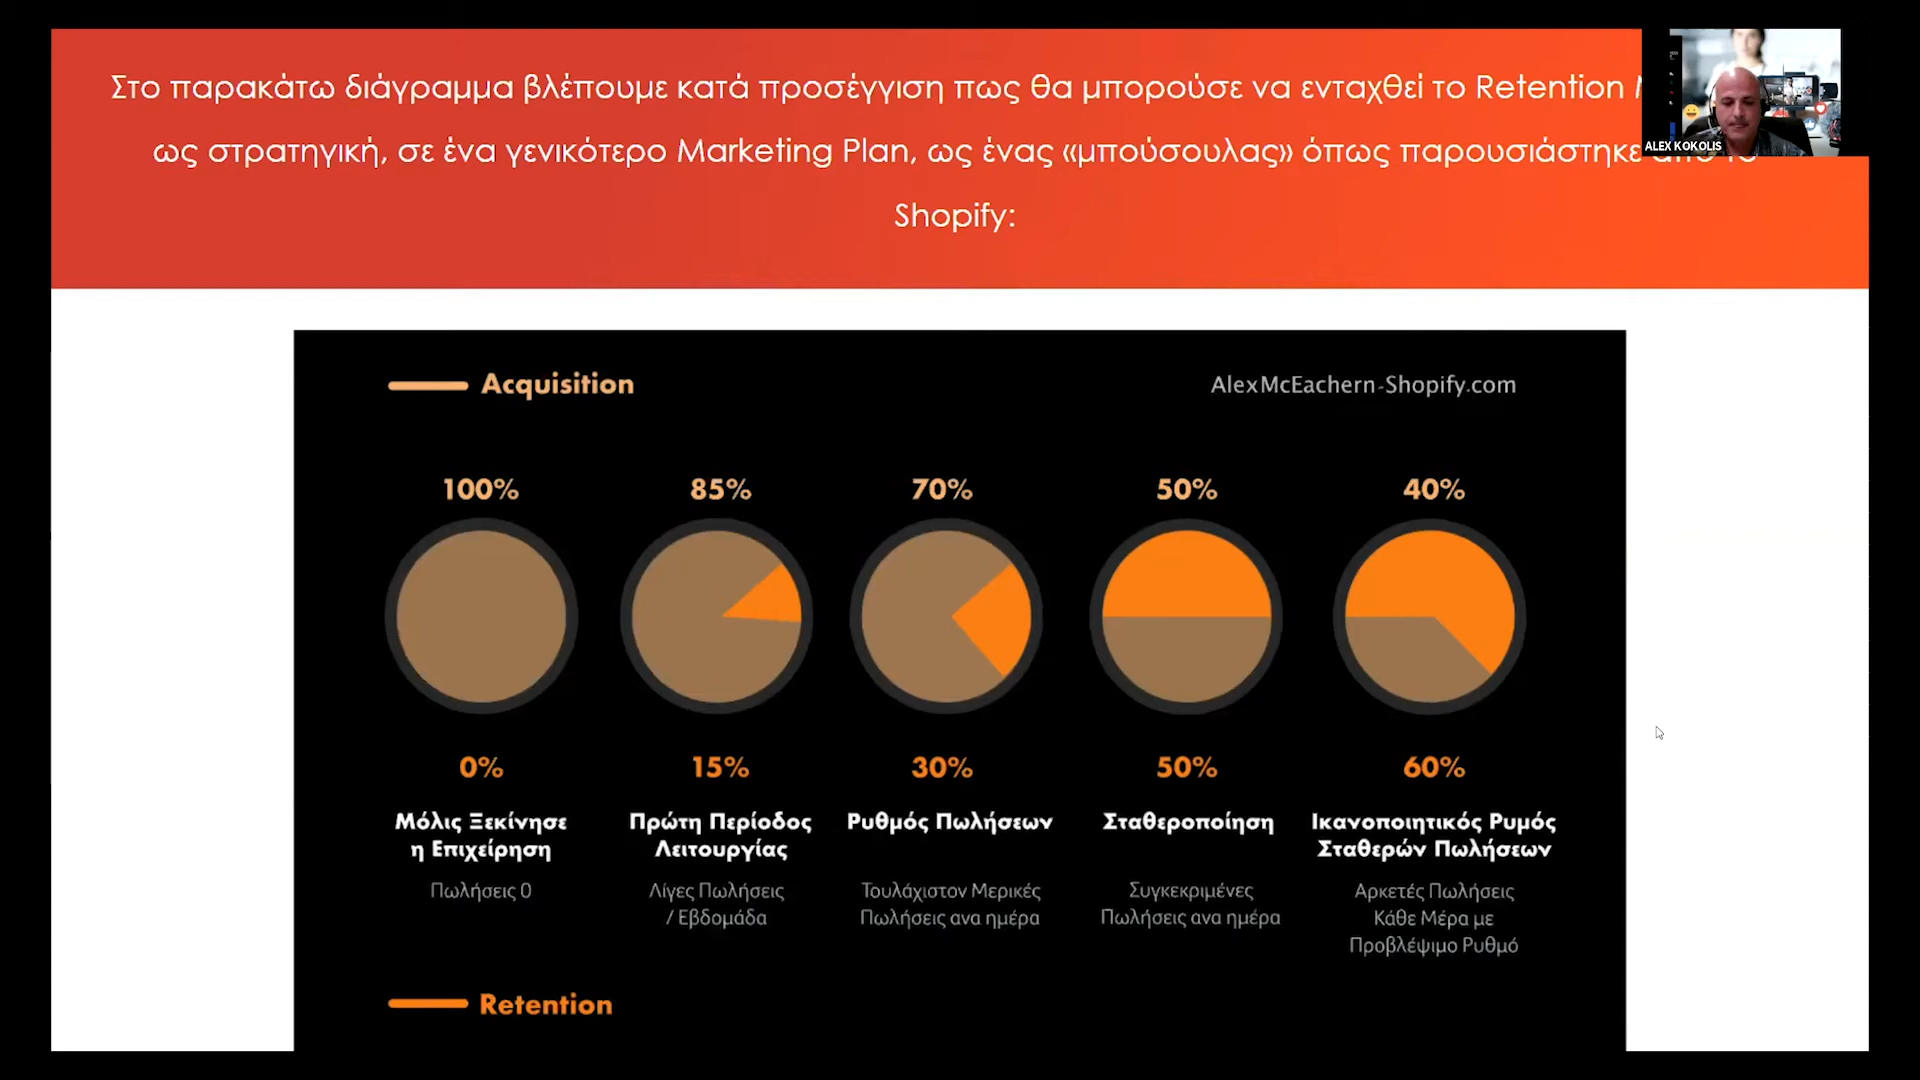 Στο παρακάτω διάγραμμα βλέπουμε κατά προσέγγιση πως θα μπορούσε να ενταχθεί το Retention
ως στρατηγική, σε ένα γενικότερο Marketing Plan, ως ένας «μπούσουλας» όπως παρουσιάστηκε από το
Shopify:
ALEX KOKOLIS
Acquisition
AlexMcEachern-Shopify.com
100% 85% 70% 50% 40%
0% 15% 30% 50% 60%
Μόλις Ξεκίνησε
η Επιχείρηση
Πωλήσεις 0
Πρώτη Περίοδος
Λειτουργίας
Λίγες Πωλήσεις
/ Εβδομάδα
Ρυθμός Πωλήσεων
Τουλάχιστον Μερικές
Πωλήσεις ανα ημέρα
Σταθεροποίηση
Συγκεκριμένες
Πωλήσεις ανα ημέρα
Ικανοποιητικός Ρυμός
Σταθερών Πωλήσεων
Αρκετές Πωλήσεις
Κάθε Μέρα με
Προβλέψιμο Ρυθμό
Retention